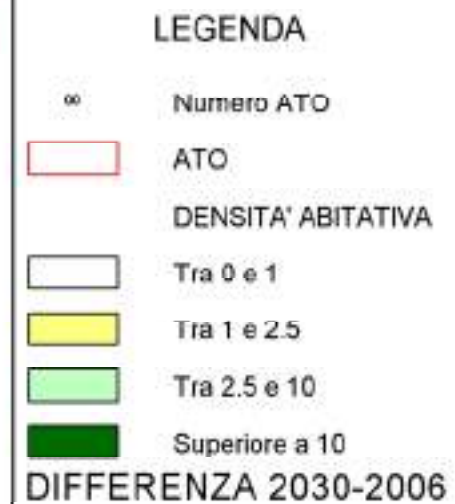 LEGENDA
8 Numero ATO
ATO
DENSITA' ABITATIVA
Tra 0 e 1
Tra 1 e 2.5
Tra 2.5 e 10
Superiore a 10
DIFFERENZA 2030-2006